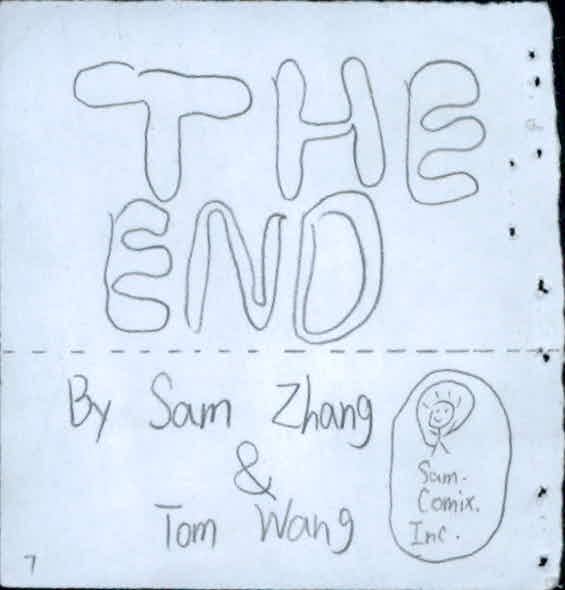 THE
END
By Sam Zhang
&
Tom Wang
Sam.
Comix.
Inc.
7